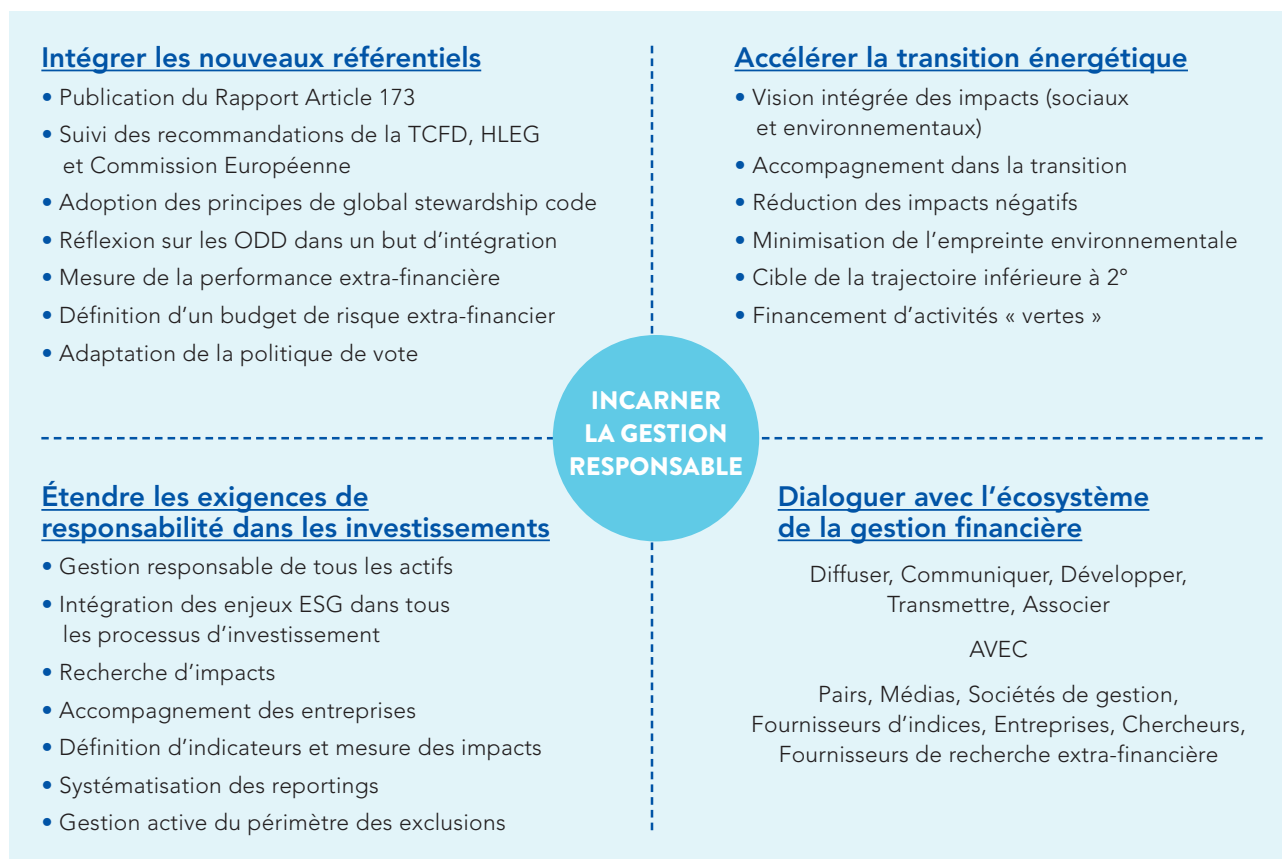 Intégrer les nouveaux référentiels
• Publication du Rapport Article 173
• Suivi des recommandations de la TCFD, HLEG
et Commission Européenne
• Adoption des principes de global stewardship code
• Réflexion sur les ODD dans un but d’intégration
• Mesure de la performance extra-financière
• Définition d’un budget de risque extra-financier
• Adaptation de la politique de vote
Accélérer la transition énergétique
• Vision intégrée des impacts (sociaux
et environnementaux)
• Accompagnement dans la transition
• Réduction des impacts négatifs
• Minimisation de l’empreinte environnementale
• Cible de la trajectoire inférieure à 2°
• Financement d’activités « vertes »
INCARNER
LA GESTION
RESPONSABLE
Étendre les exigences de
responsabilité dans les investissements
• Gestion responsable de tous les actifs
• Intégration des enjeux ESG dans tous
les processus d’investissement
• Recherche d’impacts
• Accompagnement des entreprises
• Définition d’indicateurs et mesure des impacts
• Systématisation des reportings
• Gestion active du périmètre des exclusions
Dialoguer avec l’écosystème
de la gestion financière
Diffuser, Communiquer, Développer,
Transmettre, Associer
AVEC
Pairs, Médias, Sociétés de gestion,
Fournisseurs d’indices, Entreprises, Chercheurs,
Fournisseurs de recherche extra-financière